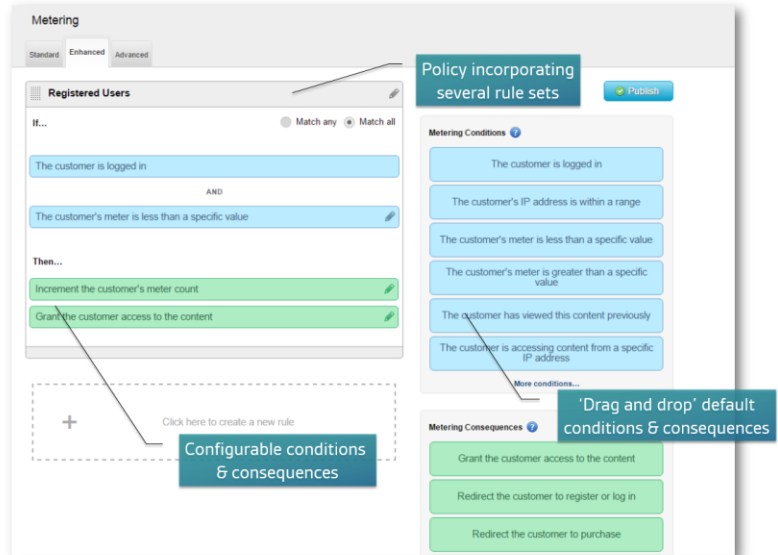 Metering
Standard
Enhanced
Advanced
Policy incorporating
several rule sets
Publish
Registered Users
If...
Match any
Match all
The customer is logged in
AND
The customer's meter is less than a specific value
Then...
Increment the customer's meter count
Grant the customer access to the content
+
Click here to create a new rule
Configurable conditions
& consequences
Metering Conditions ?
The customer is logged in
The customer's IP address is within a range
The customer's meter is less than a specific value
The customer's meter is greater than a specific
value
The customer has viewed this content previously
The customer is accessing content from a specific
IP address
More conditions...
'Drag and drop' default
conditions & consequences
Metering Consequences ?
Grant the customer access to the content
Redirect the customer to register or log in
Redirect the customer to purchase